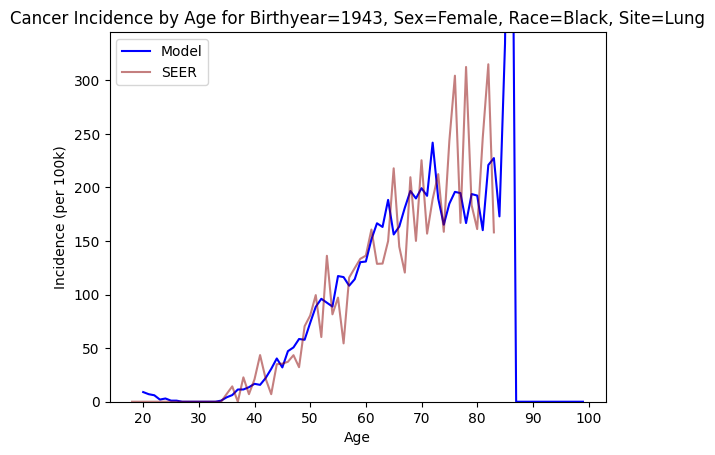 Cancer Incidence by Age for Birthyear=1943, Sex=Female, Race=Black, Site=Lung
Model
SEER
Incidence (per 100k)
300
250
200
150
100
50
0
20 30 40 50 60 70 80 90 100
Age